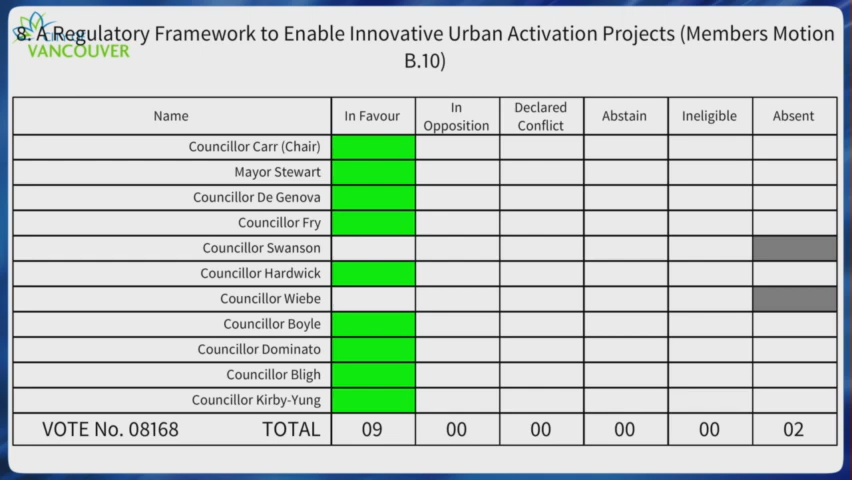 8. A Regulatory Framework to Enable Innovative Urban Activation Projects (Members Motion
B.10)
VANCOUVER
Name In Favour In Opposition Declared Conflict Abstain Ineligible Absent
Councillor Carr (Chair)
Mayor Stewart
Councillor De Genova
Councillor Fry
Councillor Swanson
Councillor Hardwick
Councillor Wiebe
Councillor Boyle
Councillor Dominato
Councillor Bligh
Councillor Kirby-Yung
VOTE No. 08168 TOTAL 09 00 00 00 00 02